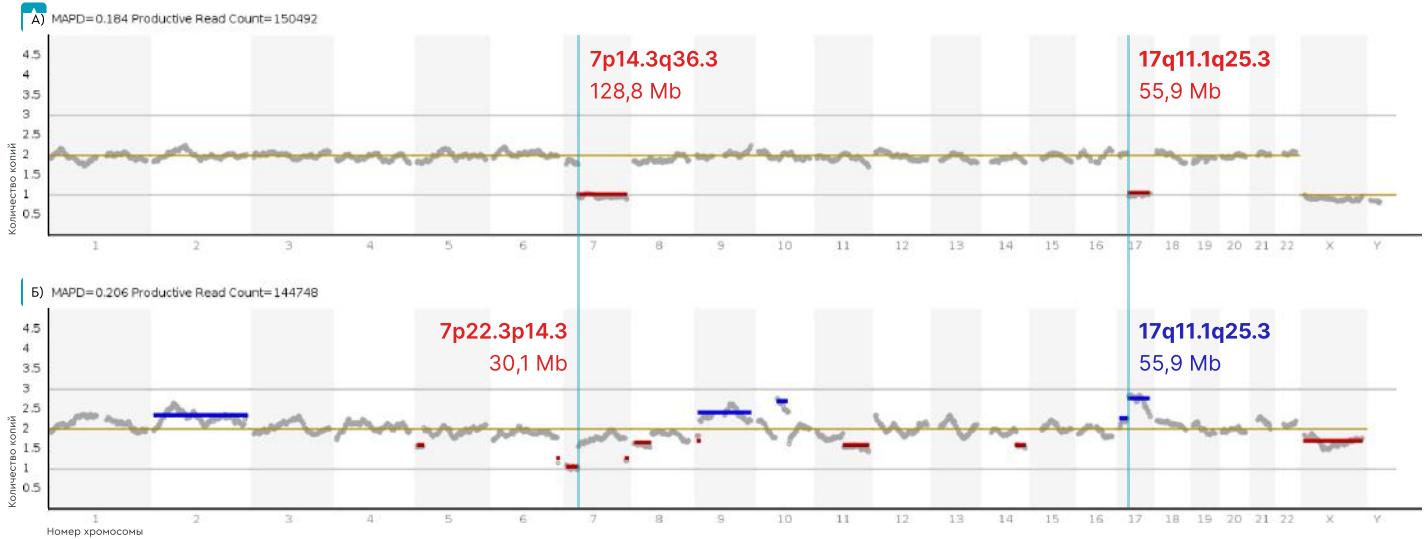 А) MAPD=0.184 Productive Read Count=150492
Количество копий
4.5
4
3.5
3
2.5
2
1.5
1
0.5
7p14.3q36.3
128,8 Mb
17q11.1q25.3
55,9 Mb
1 2 3 4 5 6 7 8 9 10 11 12 13 14 15 16 17 18 19 20 21 22 X Y
Б) MAPD=0.206 Productive Read Count=144748
Количество копий
4.5
4
3.5
3
2.5
2
1.5
1
0.5
7p22.3p14.3
30,1 Mb
17q11.1q25.3
55,9 Mb
1 2 3 4 5 6 7 8 9 10 11 12 13 14 15 16 17 18 19 20 21 22 X Y
Номер хромосомы